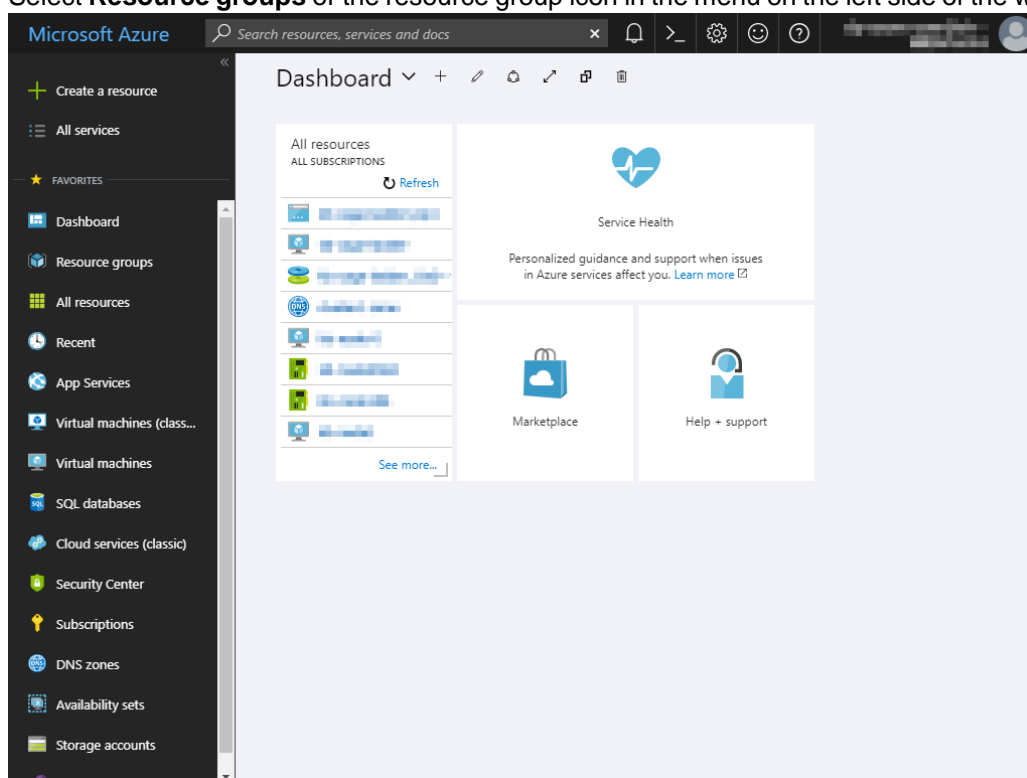 Select Resource groups or the resource group icon in the menu on the left side of the w
Microsoft Azure
Search resources, services and docs
Create a resource
All services
FAVORITES
Dashboard
Resource groups
All resources
Recent
App Services
Virtual machines (class...
Virtual machines
SQL databases
Cloud services (classic)
Security Center
Subscriptions
DNS zones
Availability sets
Storage accounts
Dashboard
All resources
ALL SUBSCRIPTIONS
Refresh
See more...
Service Health
Personalized guidance and support when issues
in Azure services affect you. Learn more
Marketplace
Help + support